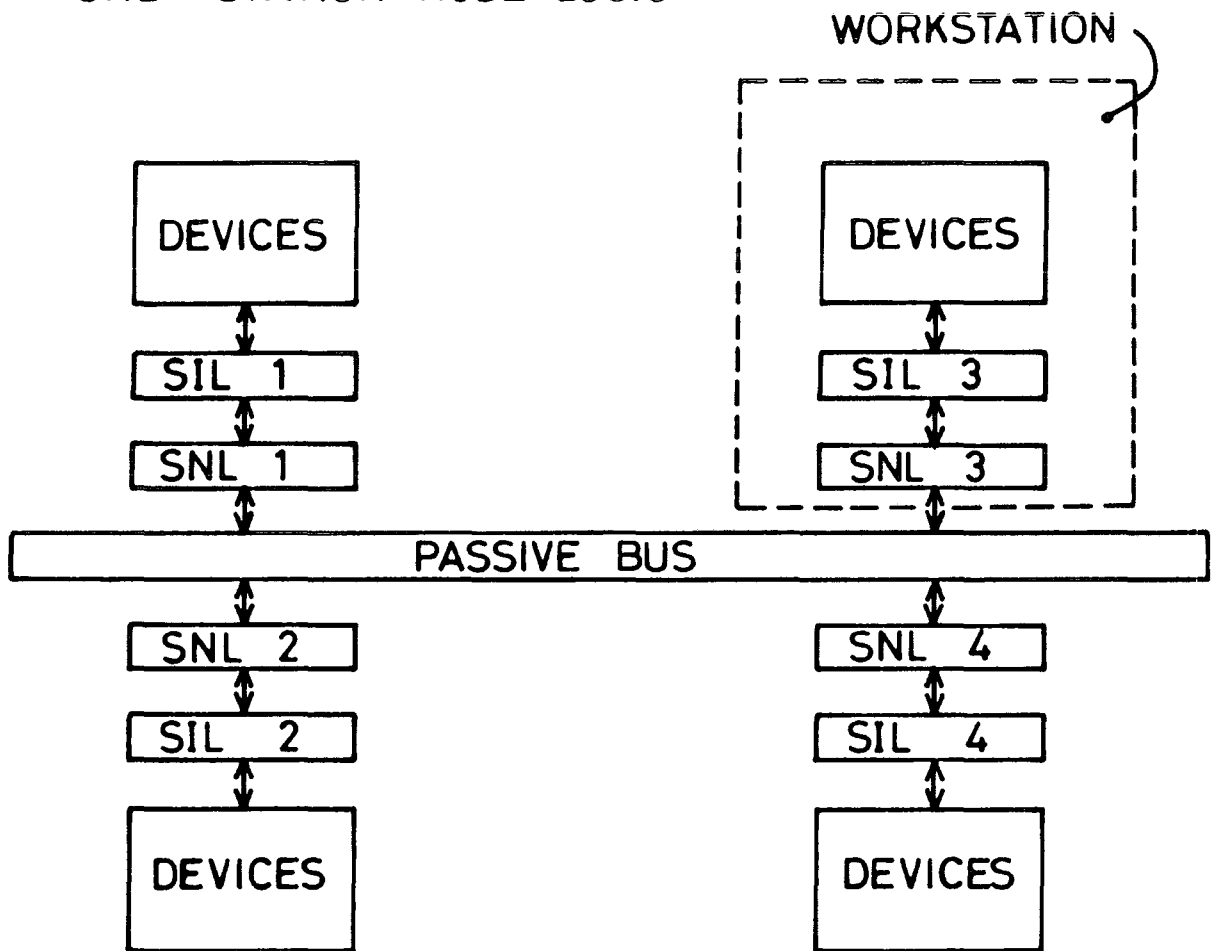 WORKSTATION
DEVICES DEVICES
SIL 1 SIL 3
SNL 1 SNL 3
PASSIVE BUS
SNL 2 SNL 4
SIL 2 SIL 4
DEVICES DEVICES